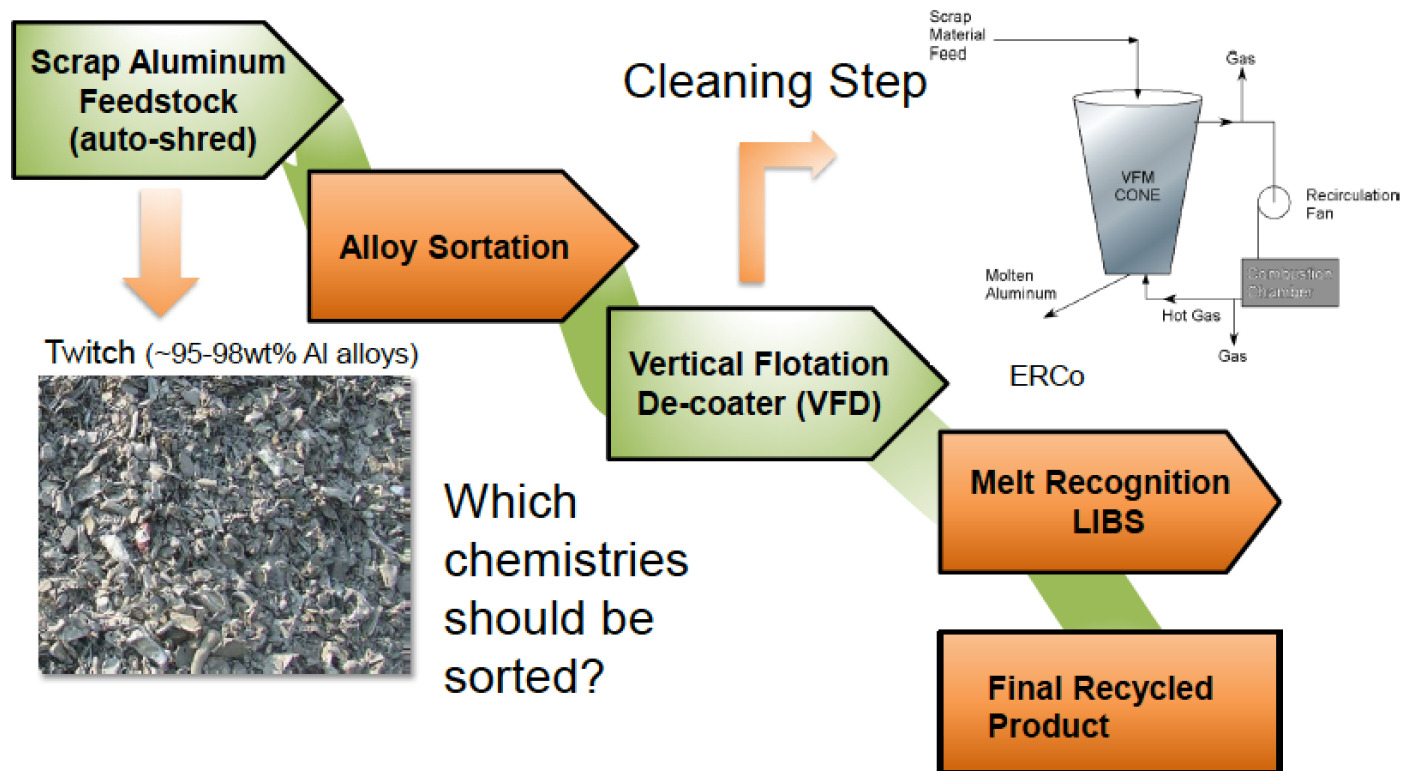 Scrap Aluminum
Feedstock
(auto-shred)
Alloy Sortation
Twitch (~95-98wt% Al alloys)
Which
chemistries
should be
sorted?
Cleaning Step
Vertical Flotation
De-coater (VFD)
Scrap
Material
Feed
Gas
VFM
CONE
Recirculation
Fan
Combustion
Chamber
Molten
Aluminum
Hot Gas
Gas
ERCo
Melt Recognition
LIBS
Final Recycled
Product